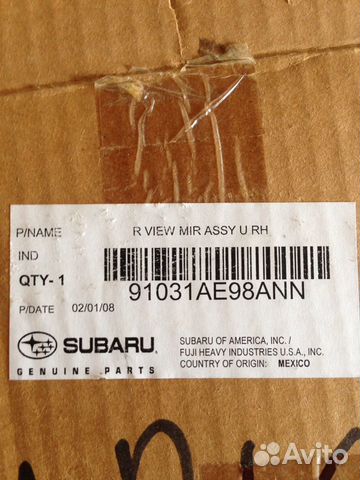 P/NAME R VIEW MIR ASSY U RH
IND
QTY- 1
91031AE98ANN
P/DATE 02/01/08
SUBARU
GENUINE PARTS
SUBARU OF AMERICA, INC. /
FUJI HEAVY INDUSTRIES U.S.A., INC.
COUNTRY OF ORIGIN: MEXICO
Avito